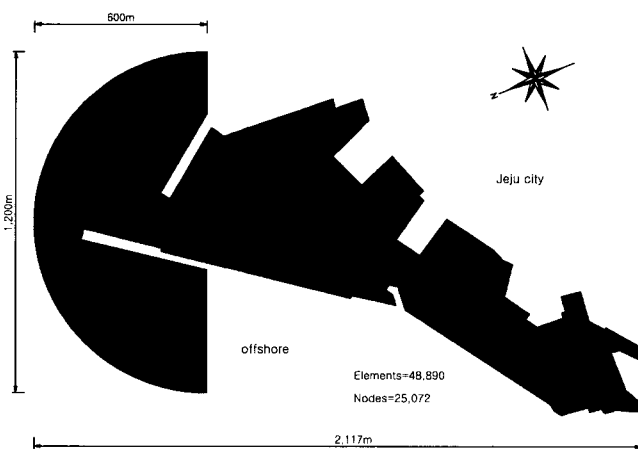 600m
N
1,200m
Jeju city
offshore
Elements=48,890
Nodes=25,072
2,117m